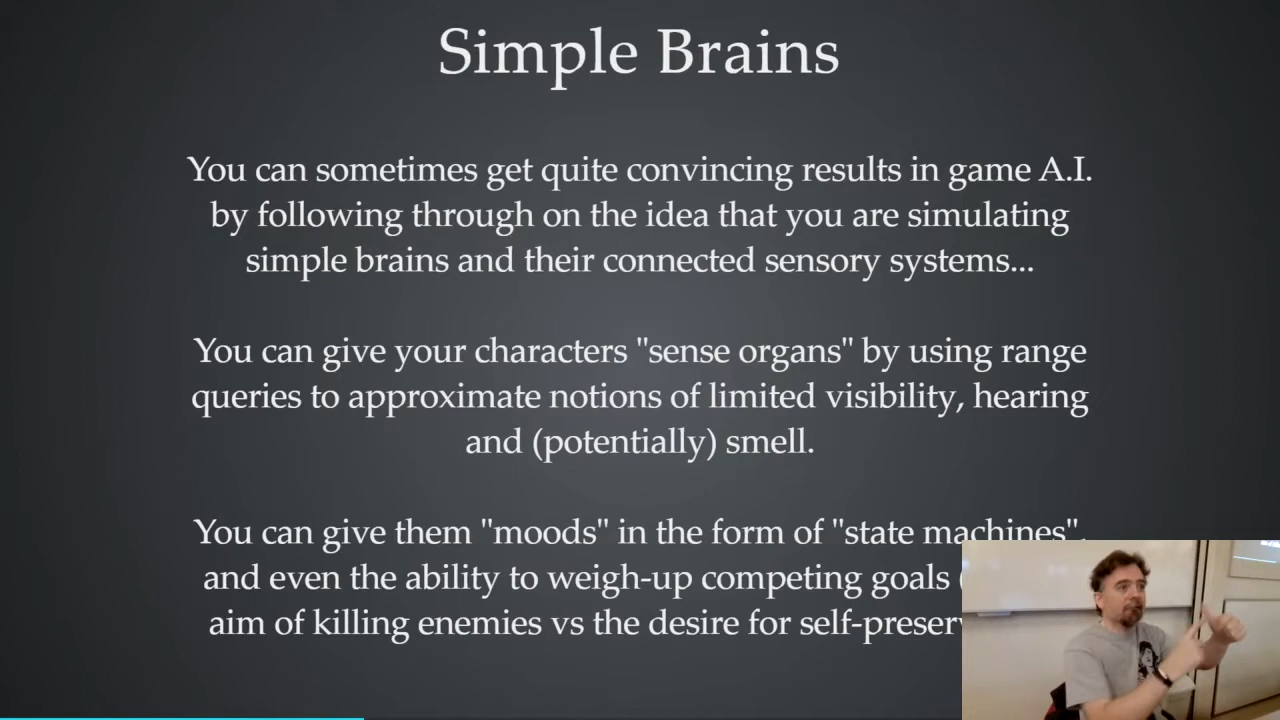 Simple Brains
You can sometimes get quite convincing results in game A.I.
by following through on the idea that you are simulating
simple brains and their connected sensory systems...
You can give your characters "sense organs" by using range
queries to approximate notions of limited visibility, hearing
and (potentially) smell.
You can give them "moods" in the form of "state machines",
and even the ability to weigh-up competing goals (
aim of killing enemies vs the desire for self-preserv